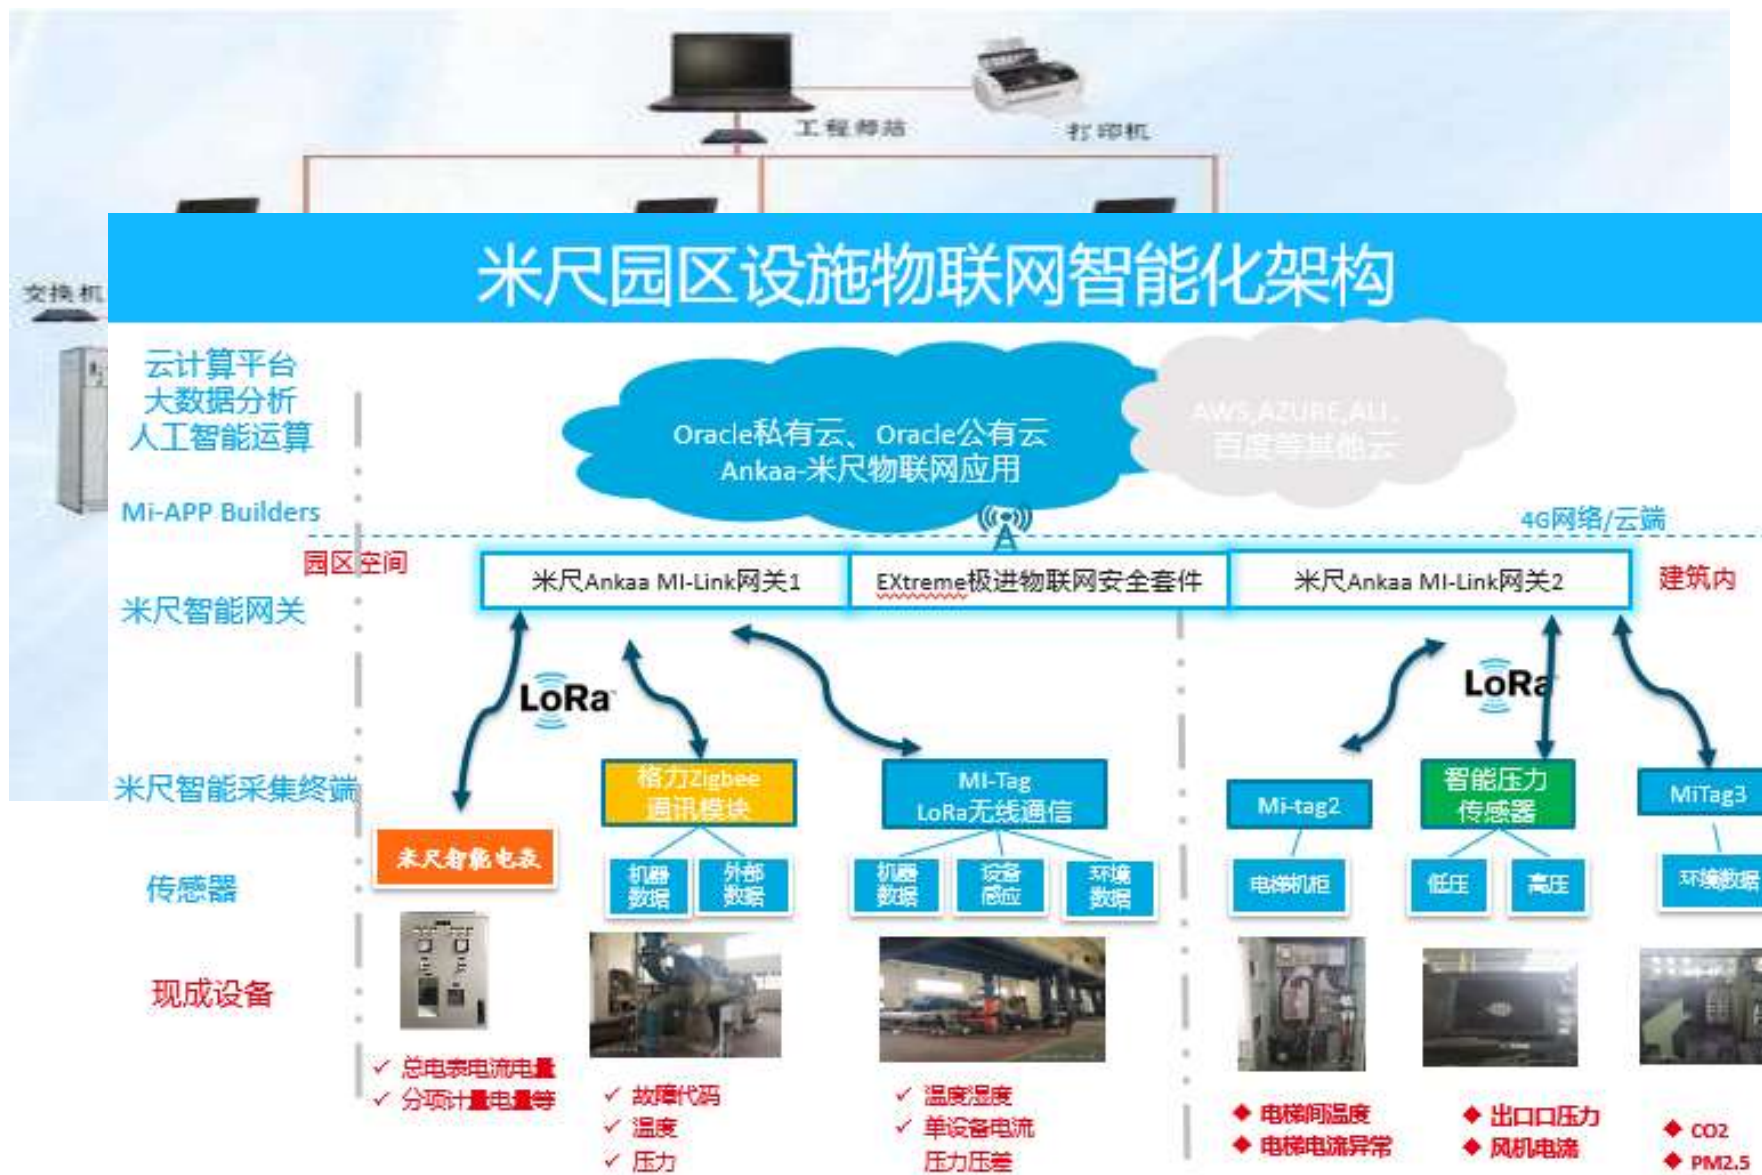 工程师站
打印机
交换机
米尺园区设施物联网智能化架构
云计算平台
大数据分析
人工智能运算
Oracle私有云、Oracle公有云
Ankaa-米尺物联网应用
AWS,AZURE,ALI,
百度等其他云
Mi-APP Builders
4G网络/云端
园区空间
建筑内
米尺智能网关
米尺Ankaa MI-Link网关1
EXtreme极进物联网安全套件
米尺Ankaa MI-Link网关2
LoRa
LoRa
米尺智能采集终端
米尺智能电表
格力Zigbee
通讯模块
MI-Tag
LoRa无线通信
Mi-tag2
智能压力
传感器
MiTag3
传感器
机器
数据
外部
数据
机器
数据
设备
感应
环境
数据
电梯机柜
低压
高压
环境数据
现成设备
✓ 总电表电流电量
✓ 分项计量电量等
✓ 故障代码
✓ 温度
✓ 压力
✓ 温度湿度
✓ 单设备电流
压力压差
◆ 电梯间温度
◆ 电梯电流异常
◆ 出口口压力
◆ 风机电流
◆ CO2
◆ PM2.5